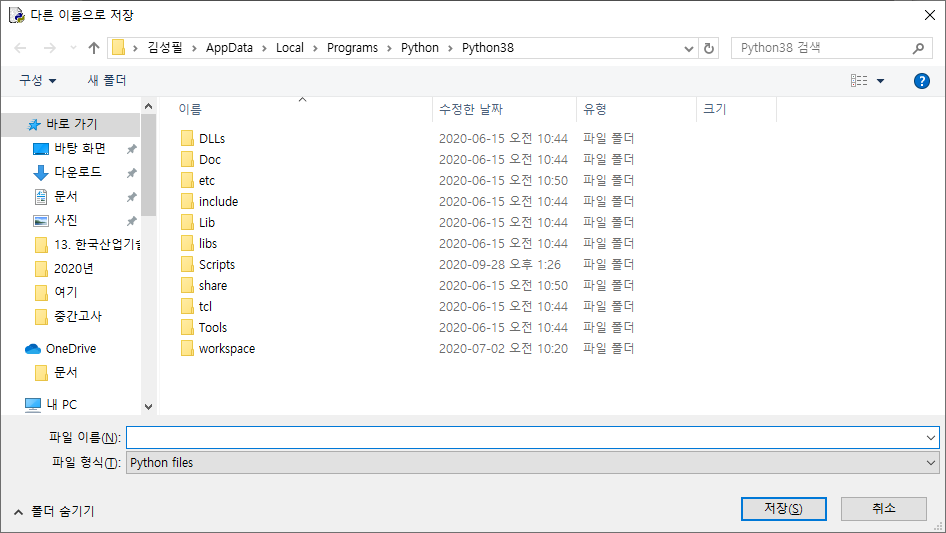 다른 이름으로 저장
김성필 > AppData > Local > Programs > Python > Python38
Python38 검색
구성 새 폴더
이름 수정한 날짜 유형 크기
바로 가기
바탕 화면
다운로드
문서
사진
13. 한국산업기술
2020년
여기
중간고사
OneDrive
문서
내 PC
DLLs 2020-06-15 오전 10:44 파일 폴더
Doc 2020-06-15 오전 10:44 파일 폴더
etc 2020-06-15 오전 10:50 파일 폴더
include 2020-06-15 오전 10:44 파일 폴더
Lib 2020-06-15 오전 10:44 파일 폴더
libs 2020-06-15 오전 10:44 파일 폴더
Scripts 2020-09-28 오후 1:26 파일 폴더
share 2020-06-15 오전 10:50 파일 폴더
tcl 2020-06-15 오전 10:44 파일 폴더
Tools 2020-06-15 오전 10:44 파일 폴더
workspace 2020-07-02 오전 10:20 파일 폴더
파일 이름(N):
파일 형식(T): Python files
폴더 숨기기
저장(S) 취소